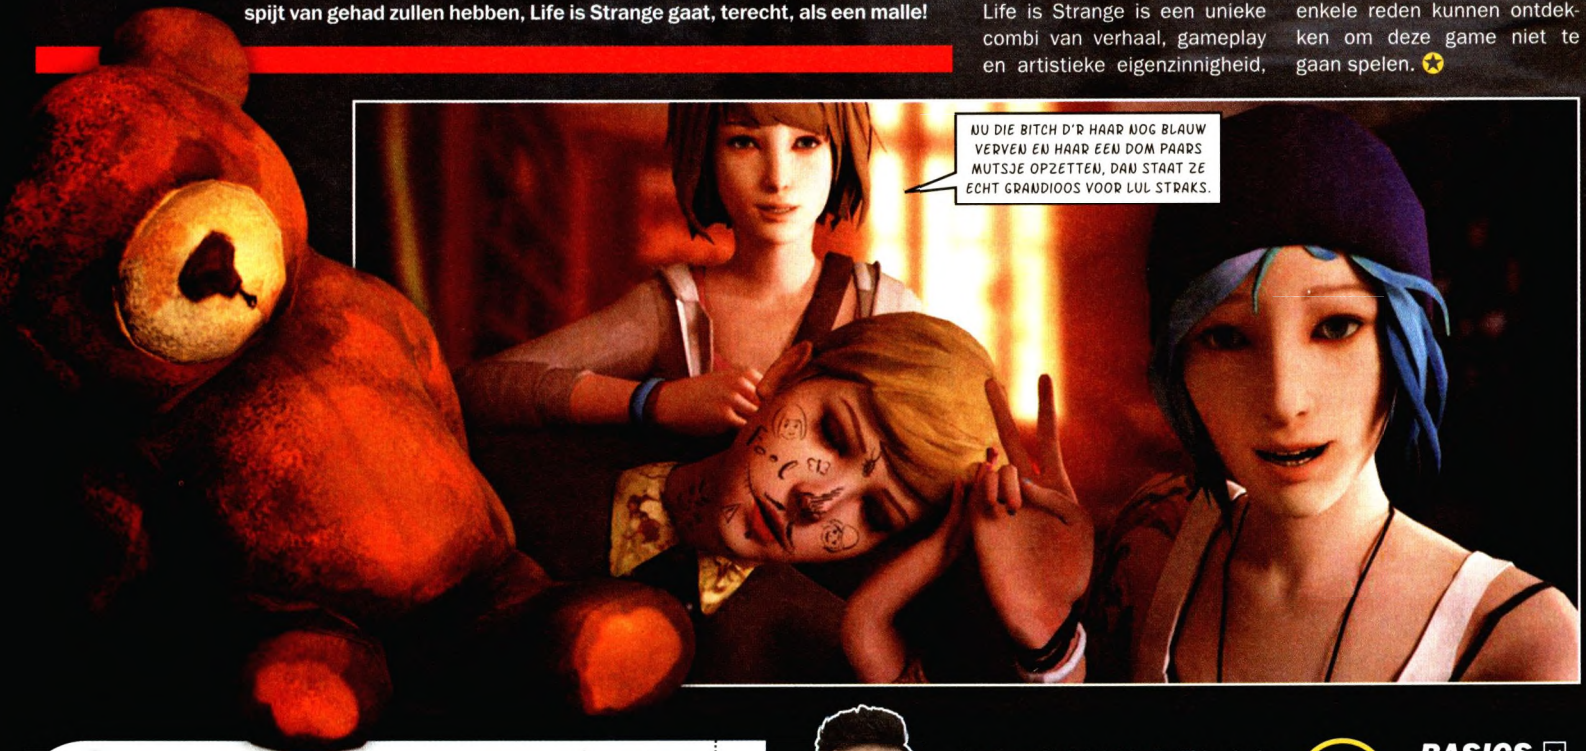 spijt van gehad zullen hebben, Life is Strange gaat, terecht, als een malle!
Life is Strange is een unieke
combi van verhaal, gameplay
en artistieke eigenzinnigheid,
enkele reden kunnen ontdek-
ken om deze game niet te
gaan spelen.
NU DIE BITCH D'R HAAR NOG BLAUW
VERVEN EN HAAR EEN DOM PAARS
MUTSJE OPZETTEN, DAN STAAT ZE
ECHT GRANDIOOS VOOR LUL STRAKS.
BASICS